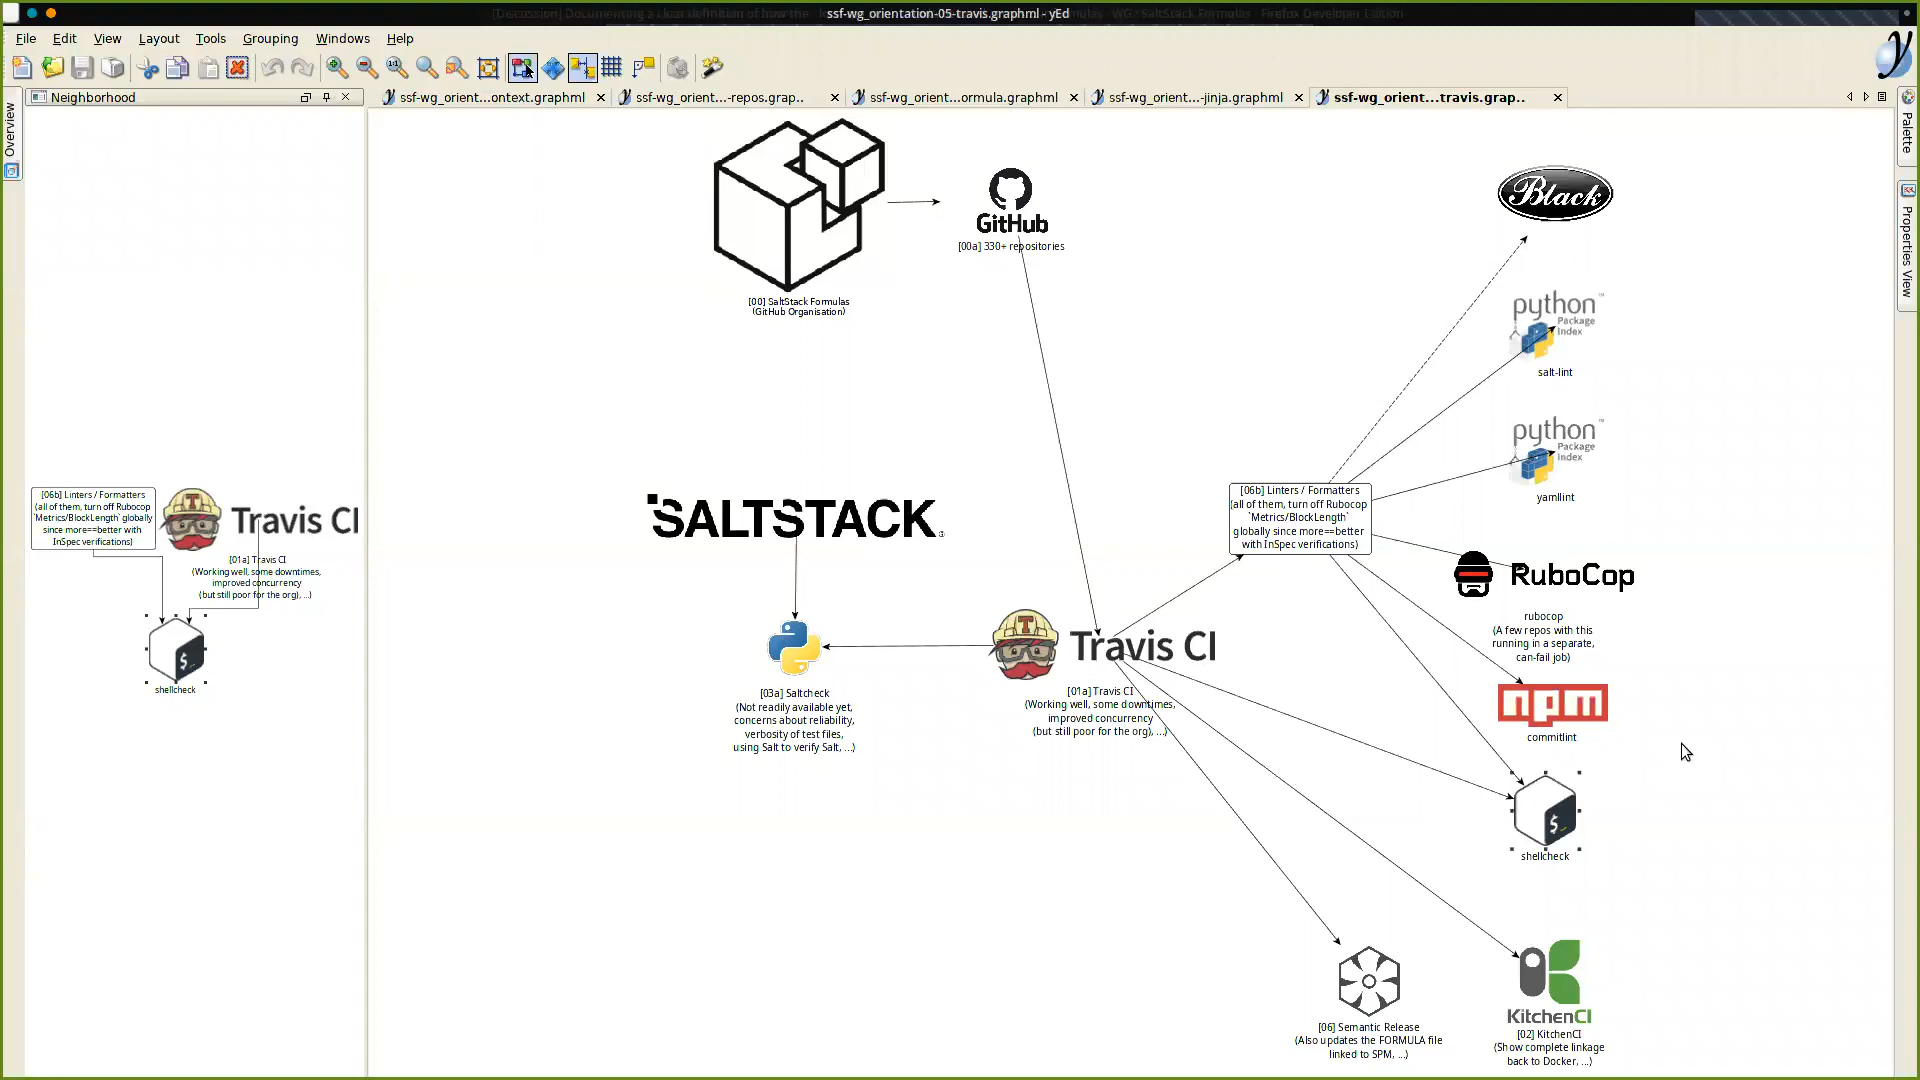 ssf-wg_orientation-05-travis.graphml - yEd
File Edit View Layout Tools Grouping Windows Help
Overview
Neighborhood
ssf-wg_orient...ontext.graphml
ssf-wg_orient...-repos.grap..
ssf-wg_orient...ormula.graphml
ssf-wg_orient...-jinja.graphml
ssf-wg_orient...travis.grap..
Palette
Properties View
[06b] Linters / Formatters
(all of them, turn off Rubocop
`Metrics/BlockLength` globally
since more==better with
InSpec verifications)
Travis CI
[01a] Travis CI
(Working well, some downtimes,
improved concurrency
(but still poor for the org), ...)
shellcheck
[00] SaltStack Formulas
(GitHub Organisation)
GitHub
[00a] 330+ repositories
Black
python
Package
Index
salt-lint
python
Package
Index
yamllint
SALTSTACK
[06b] Linters / Formatters
(all of them, turn off Rubocop
`Metrics/BlockLength`
globally since more==better
with InSpec verifications)
RuboCop
rubocop
(A few repos with this
running in a separate,
can-fail job)
[03a] Saltcheck
(Not readily available yet,
concerns about reliability,
verbosity of test files,
using Salt to verify Salt, ...)
Travis CI
[01a] Travis CI
(Working well, some downtimes,
improved concurrency
(but still poor for the org), ...)
npm
commitlint
shellcheck
[06] Semantic Release
(Also updates the FORMULA file
linked to SPM, ...)
KitchenCI
[02] KitchenCI
(Show complete linkage
back to Docker, ...)